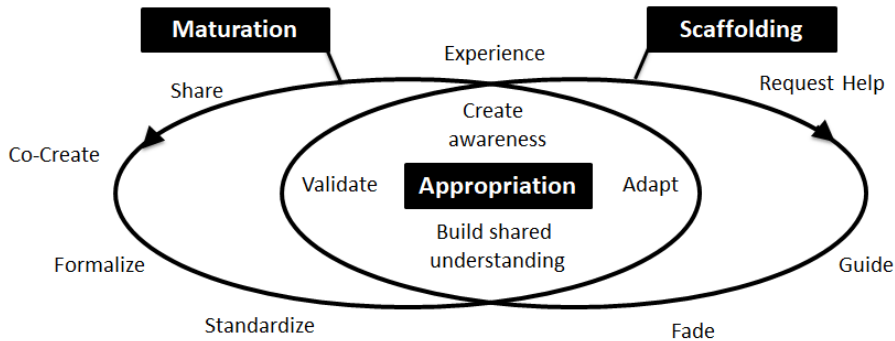 Maturation
Scaffolding
Experience
Share
Request Help
Create
awareness
Co-Create
Validate
Appropriation
Adapt
Build shared
understanding
Formalize
Guide
Standardize
Fade